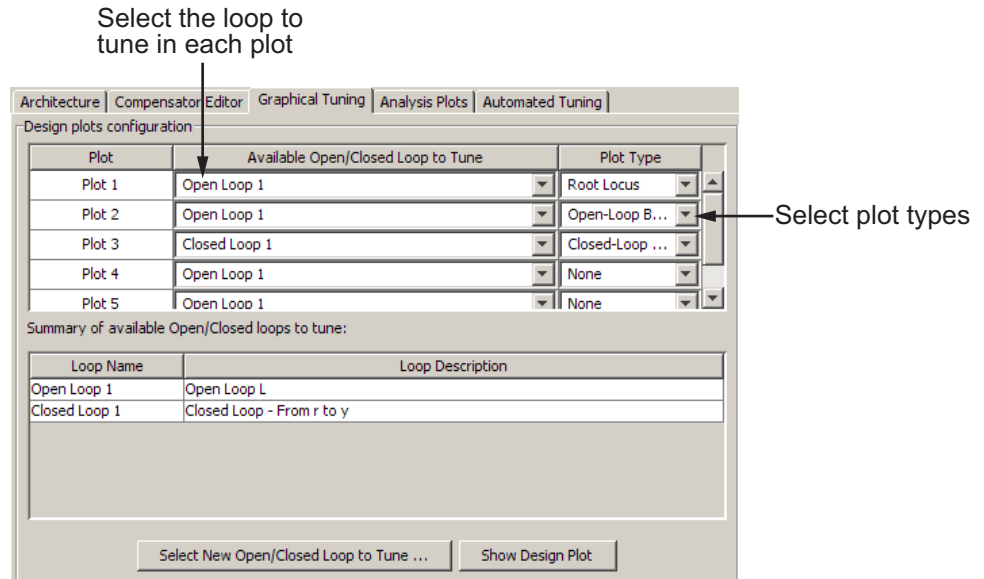 Select the loop to
tune in each plot
Architecture Compensator Editor Graphical Tuning Analysis Plots Automated Tuning
Design plots configuration
Plot Available Open/Closed Loop to Tune Plot Type
Plot 1 Open Loop 1 Root Locus
Plot 2 Open Loop 1 Open-Loop B...
Select plot types
Plot 3 Closed Loop 1 Closed-Loop ...
Plot 4 Open Loop 1 None
Plot 5 Open Loop 1 None
Summary of available Open/Closed loops to tune:
Loop Name Loop Description
Open Loop 1 Open Loop L
Closed Loop 1 Closed Loop - From r to y
Select New Open/Closed Loop to Tune ... Show Design Plot